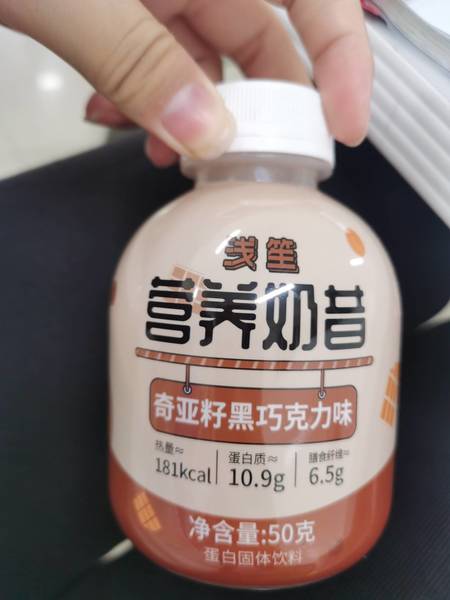 浅笙
营养奶昔
奇亚籽黑巧克力味
热量≈ 蛋白质≈ 膳食纤维≈
181kcal 10.9g 6.5g
净含量:50克
蛋白固体饮料